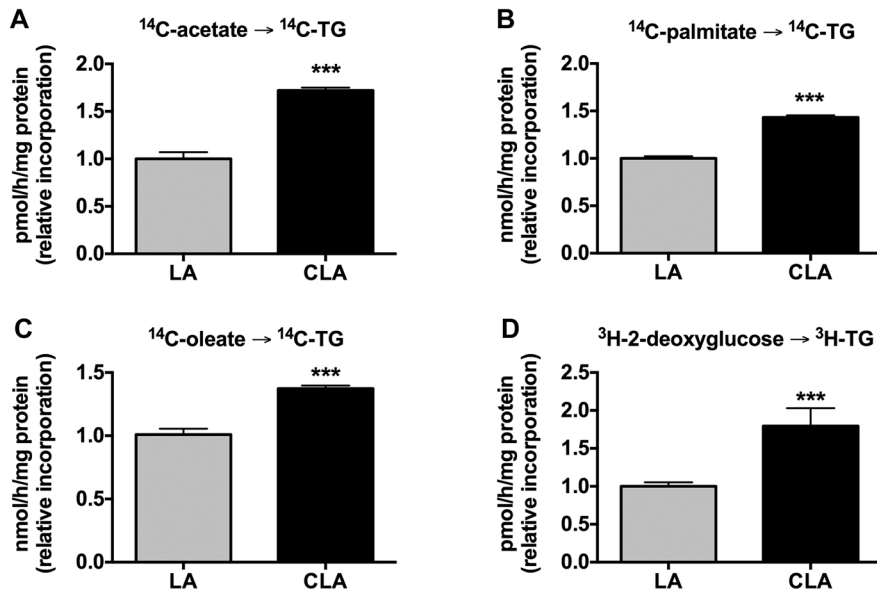 A
¹⁴C-acetate → ¹⁴C-TG
pmol/h/mg protein
(relative incorporation)
2.0
1.5
1.0
0.5
0.0
***
LA CLA
B
¹⁴C-palmitate → ¹⁴C-TG
nmol/h/mg protein
(relative incorporation)
2.0
1.5
1.0
0.5
0.0
***
LA CLA
C
¹⁴C-oleate → ¹⁴C-TG
nmol/h/mg protein
(relative incorporation)
1.5
1.0
0.5
0.0
***
LA CLA
D
³H-2-deoxyglucose → ³H-TG
pmol/h/mg protein
(relative incorporation)
2.5
2.0
1.5
1.0
0.5
0.0
***
LA CLA